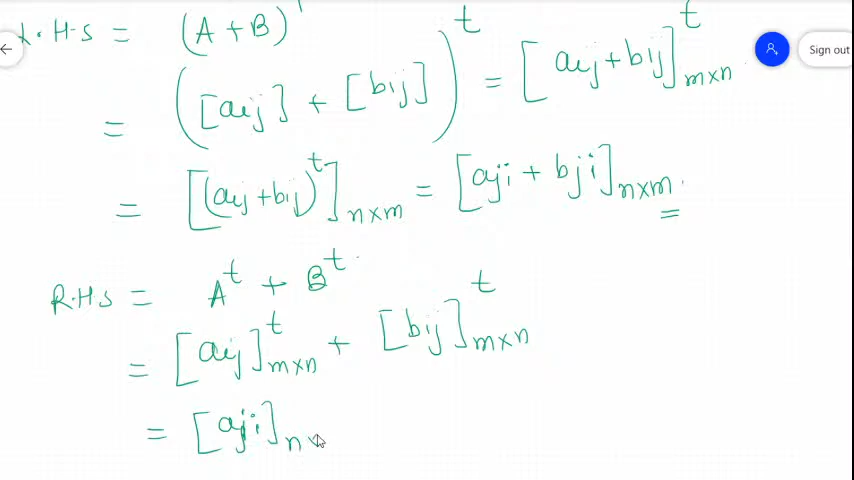 L.H.S = (A + B)^t
Sign out
= ([aij] + [bij])^t = [aij + bij]^t m×n
= [(aij + bij)^t] n×m = [aji + bji] n×m.
R.H.S = A^t + B^t
= [aij]^t m×n + [bij]^t m×n
= [aji] n×